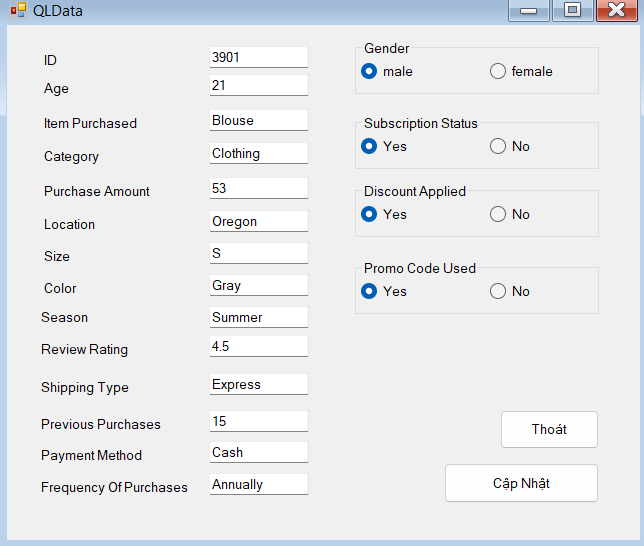 QLData
ID 3901
Age 21
Item Purchased Blouse
Category Clothing
Purchase Amount 53
Location Oregon
Size S
Color Gray
Season Summer
Review Rating 4.5
Shipping Type Express
Previous Purchases 15
Payment Method Cash
Frequency Of Purchases Annually
Gender
male female
Subscription Status
Yes No
Discount Applied
Yes No
Promo Code Used
Yes No
Thoát
Cập Nhật